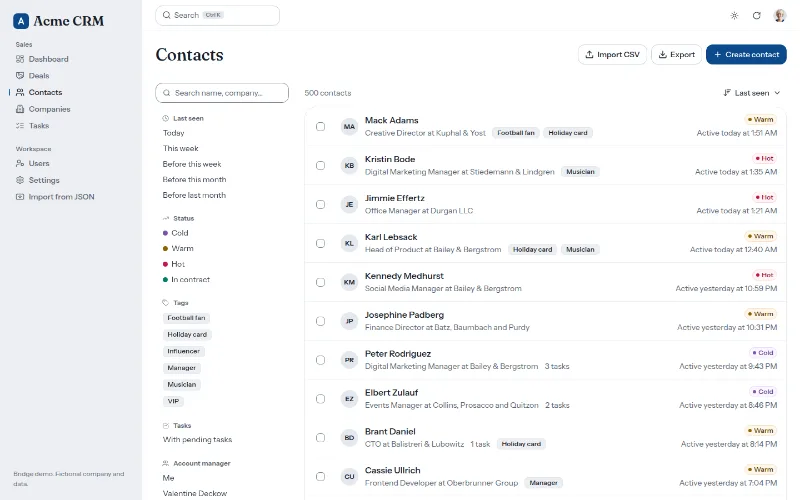 A Acme CRM
Search Ctrl K
Sales
Dashboard
Deals
Contacts
Companies
Tasks
Workspace
Users
Settings
Import from JSON
Bridge demo. Fictional company and
data.
Contacts
Import CSV
Export
Create contact
Search name, company...
500 contacts
Last seen
Last seen
Today
This week
Before this week
Before this month
Before last month
Status
Cold
Warm
Hot
In contract
Tags
Football fan
Holiday card
Influencer
Manager
Musician
VIP
Tasks
With pending tasks
Account manager
Me
Valentine Deckow
MA Mack Adams Warm
Creative Director at Kuphal & Yost Football fan Holiday card Active today at 1:51 AM
KB Kristin Bode Hot
Digital Marketing Manager at Stiedemann & Lindgren Musician Active today at 1:35 AM
JE Jimmie Effertz Hot
Office Manager at Durgan LLC Active today at 1:21 AM
KL Karl Lebsack Warm
Head of Product at Bailey & Bergstrom Holiday card Musician Active today at 12:40 AM
KM Kennedy Medhurst Hot
Social Media Manager at Bailey & Bergstrom Active yesterday at 10:59 PM
JP Josephine Padberg Warm
Finance Director at Batz, Baumbach and Purdy Active yesterday at 10:31 PM
PR Peter Rodriguez Cold
Digital Marketing Manager at Bailey & Bergstrom 3 tasks Active yesterday at 9:43 PM
EZ Elbert Zulauf Cold
Events Manager at Collins, Prosacco and Quitzon 2 tasks Active yesterday at 8:46 PM
BD Brant Daniel Warm
CTO at Balistreri & Lubowitz 1 task Holiday card Active yesterday at 8:14 PM
CU Cassie Ullrich Warm
Frontend Developer at Oberbrunner Group Manager Active yesterday at 7:04 PM